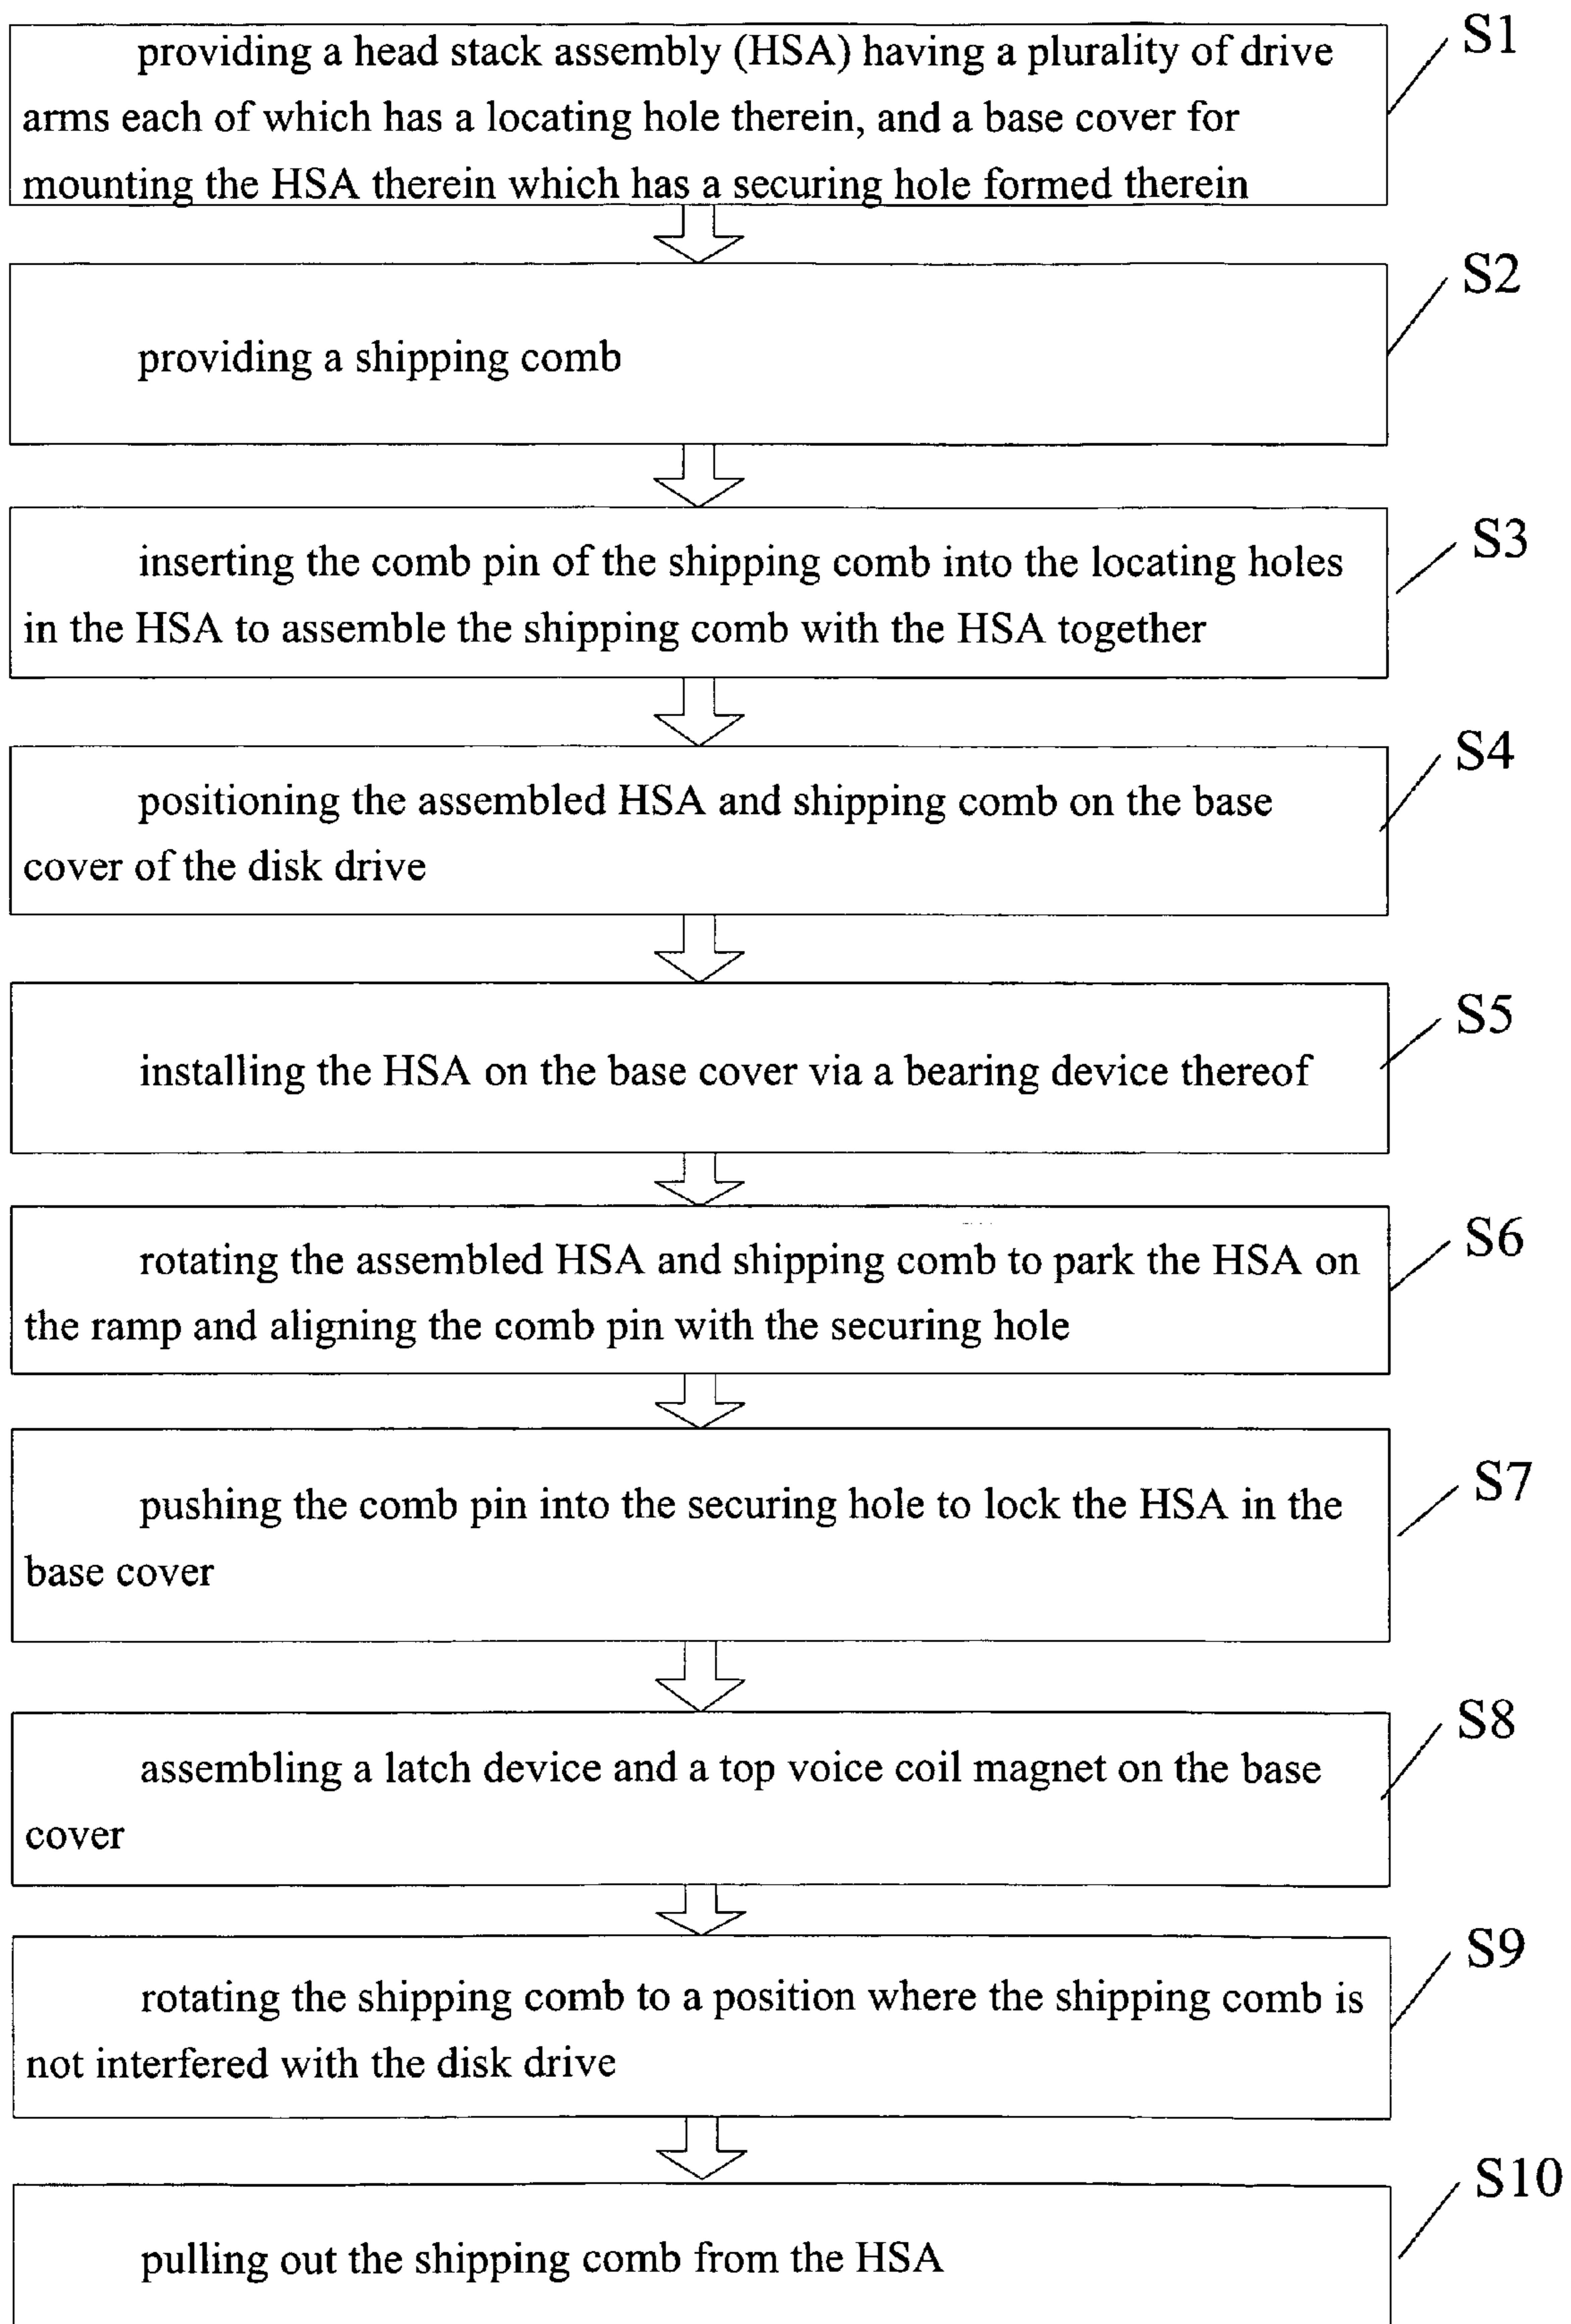 S1
providing a head stack assembly (HSA) having a plurality of drive
arms each of which has a locating hole therein, and a base cover for
mounting the HSA therein which has a securing hole formed therein
S2
providing a shipping comb
S3
inserting the comb pin of the shipping comb into the locating holes
in the HSA to assemble the shipping comb with the HSA together
S4
positioning the assembled HSA and shipping comb on the base
cover of the disk drive
S5
installing the HSA on the base cover via a bearing device thereof
S6
rotating the assembled HSA and shipping comb to park the HSA on
the ramp and aligning the comb pin with the securing hole
S7
pushing the comb pin into the securing hole to lock the HSA in the
base cover
S8
assembling a latch device and a top voice coil magnet on the base
cover
S9
rotating the shipping comb to a position where the shipping comb is
not interfered with the disk drive
S10
pulling out the shipping comb from the HSA